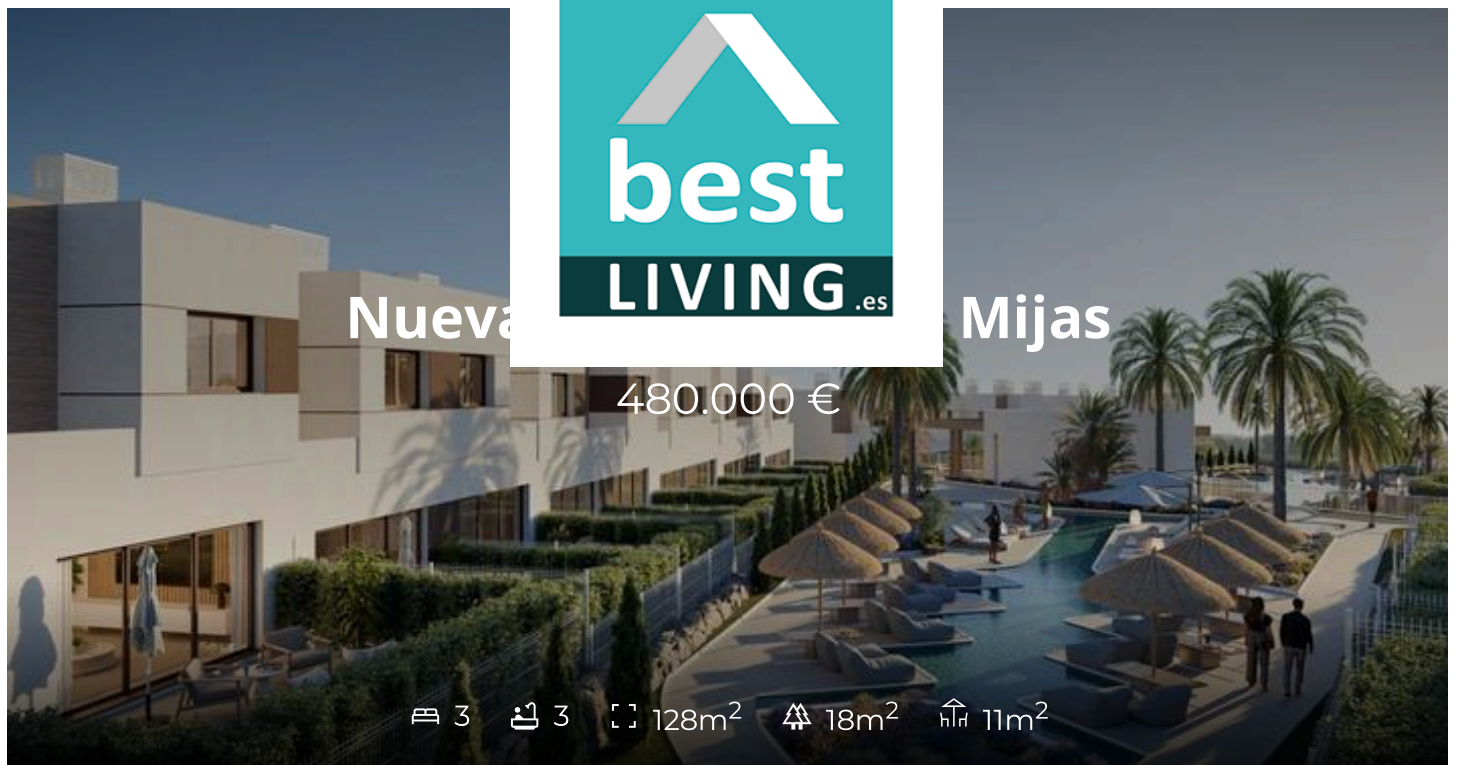 best
LIVING.es
Nueva Mijas
480.000 €
3 3 128m² 18m² 11m²